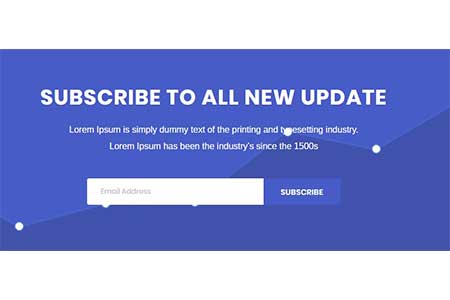 SUBSCRIBE TO ALL NEW UPDATE
Lorem Ipsum is simply dummy text of the printing and typesetting industry.
Lorem Ipsum has been the industry's since the 1500s
Email Address
SUBSCRIBE